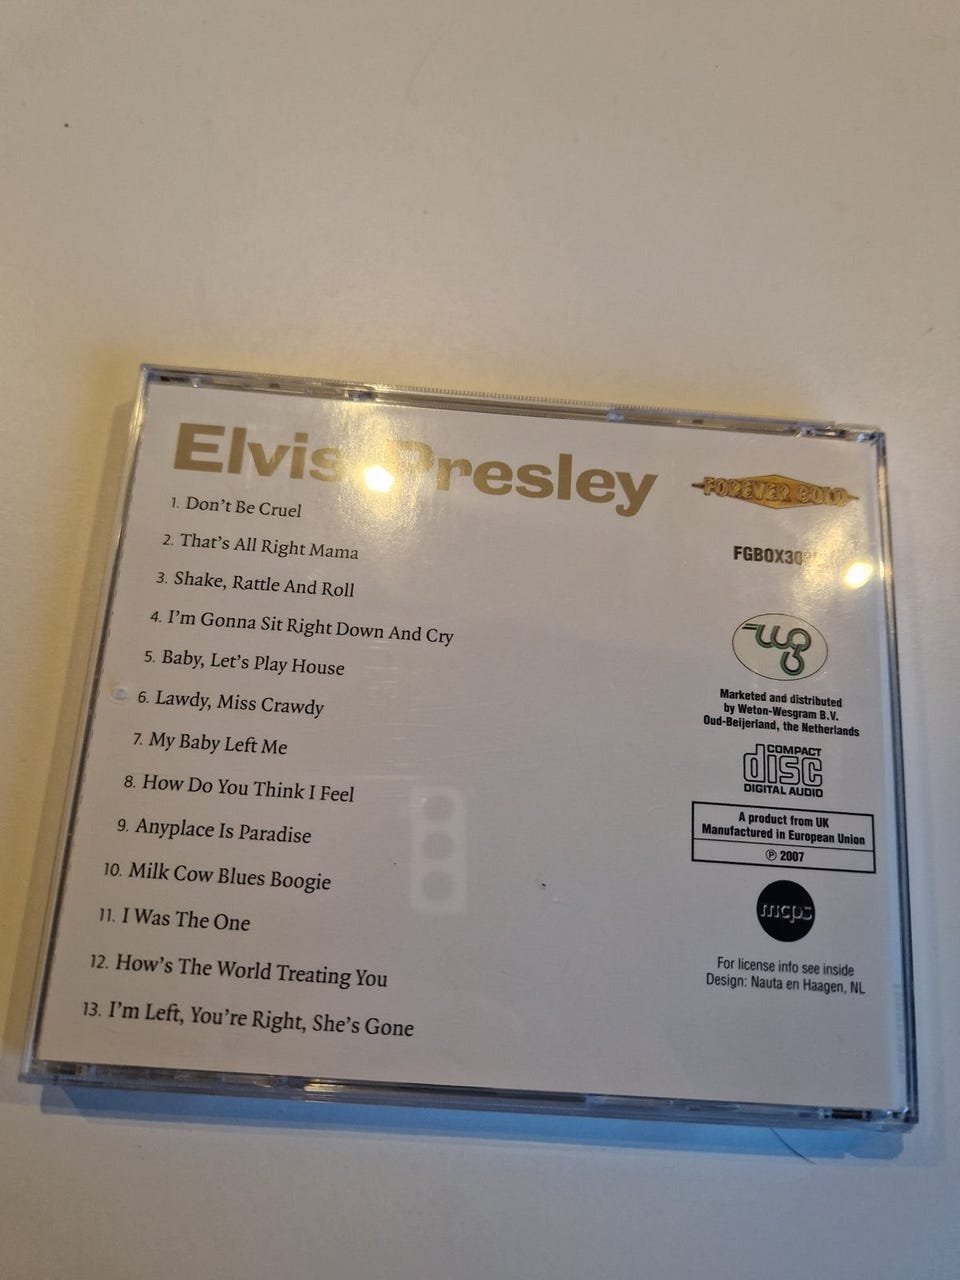 Elvis Presley
1. Don't Be Cruel
2. That's All Right Mama
3. Shake, Rattle And Roll
4. I'm Gonna Sit Right Down And Cry
5. Baby, Let's Play House
6. Lawdy, Miss Crawdy
7. My Baby Left Me
8. How Do You Think I Feel
9. Anyplace Is Paradise
10. Milk Cow Blues Boogie
11. I Was The One
12. How's The World Treating You
13. I'm Left, You're Right, She's Gone
FOREVER GOLD
Marketed and distributed
by Weton-Wesgram B.V.
Oud-Beijerland, the Netherlands
COMPACT
disc
DIGITAL AUDIO
A product from UK
Manufactured in European Union
℗ 2007
mcps
For license info see inside
Design: Nauta en Haagen, NL